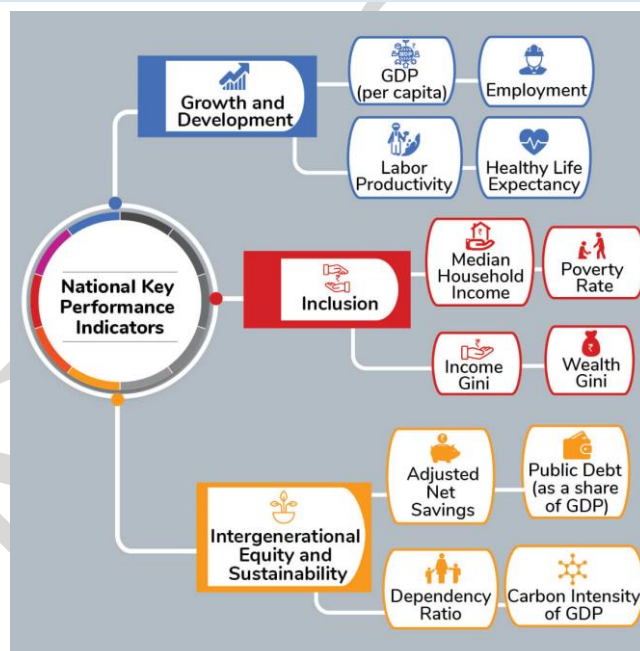 National Key
Performance
Indicators
Growth and
Development
GDP
(per capita)
Employment
Labor
Productivity
Healthy Life
Expectancy
Inclusion
Median
Household
Income
Poverty
Rate
Income
Gini
Wealth
Gini
Intergenerational
Equity and
Sustainability
Adjusted
Net
Savings
Public Debt
(as a share
of GDP)
Dependency
Ratio
Carbon Intensity
of GDP